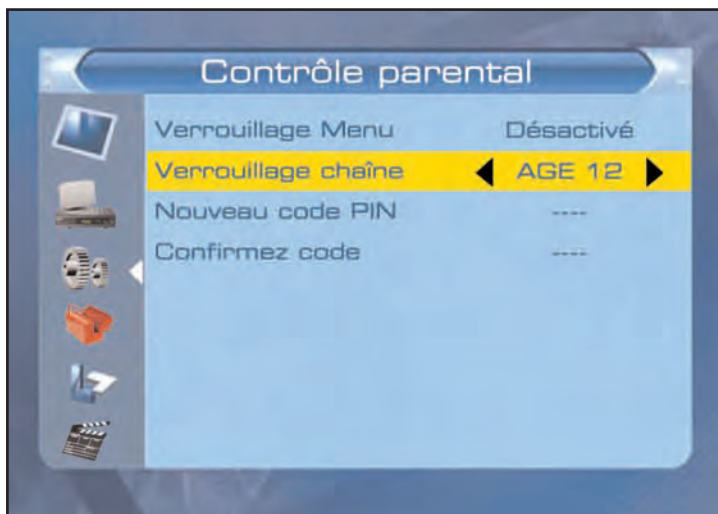 Contrôle parental
Verrouillage Menu Désactivé
Verrouillage chaîne AGE 12
Nouveau code PIN ----
Confirmez code ----